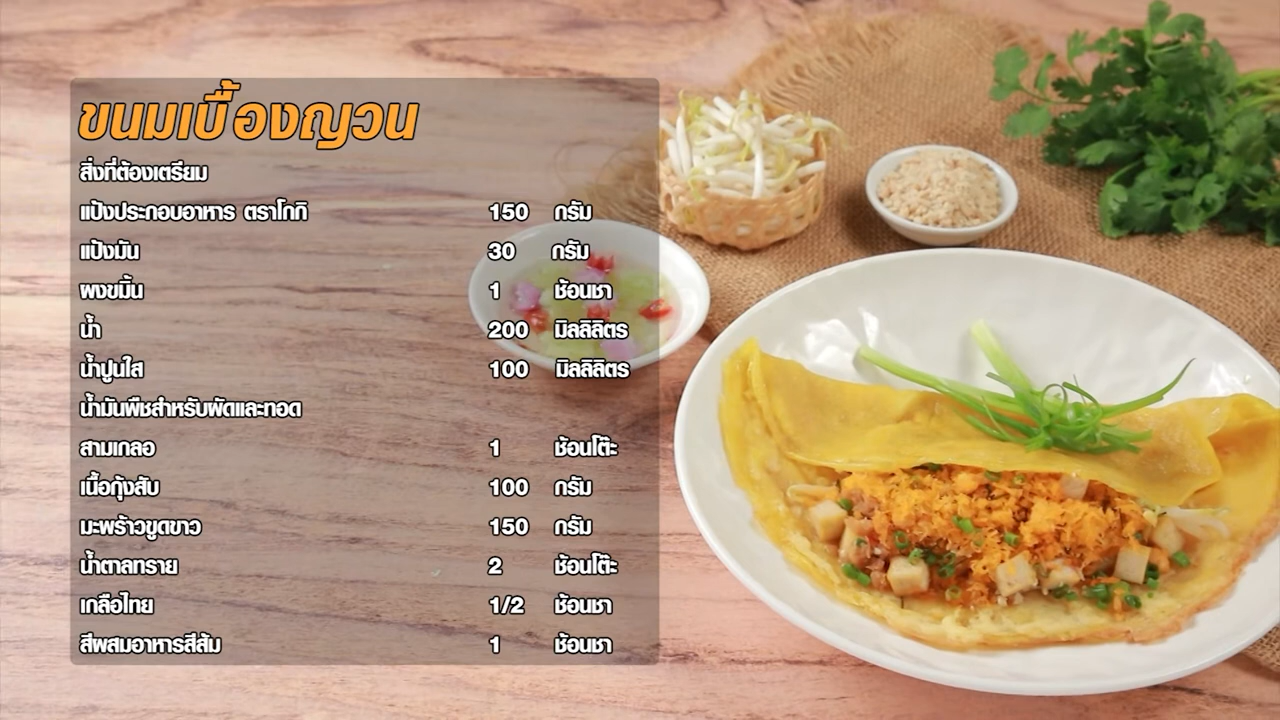 ขนมเบื้องญวน
สิ่งที่ต้องเตรียม
แป้งประกอบอาหาร ตราโกกิ 150 กรัม
แป้งมัน 30 กรัม
ผงขมิ้น 1 ช้อนชา
น้ำ 200 มิลลิลิตร
น้ำปูนใส 100 มิลลิลิตร
น้ำมันพืชสำหรับผัดและทอด
สามเกลอ 1 ช้อนโต๊ะ
เนื้อกุ้งสับ 100 กรัม
มะพร้าวขูดขาว 150 กรัม
น้ำตาลทราย 2 ช้อนโต๊ะ
เกลือไทย 1/2 ช้อนชา
สีผสมอาหารสีส้ม 1 ช้อนชา